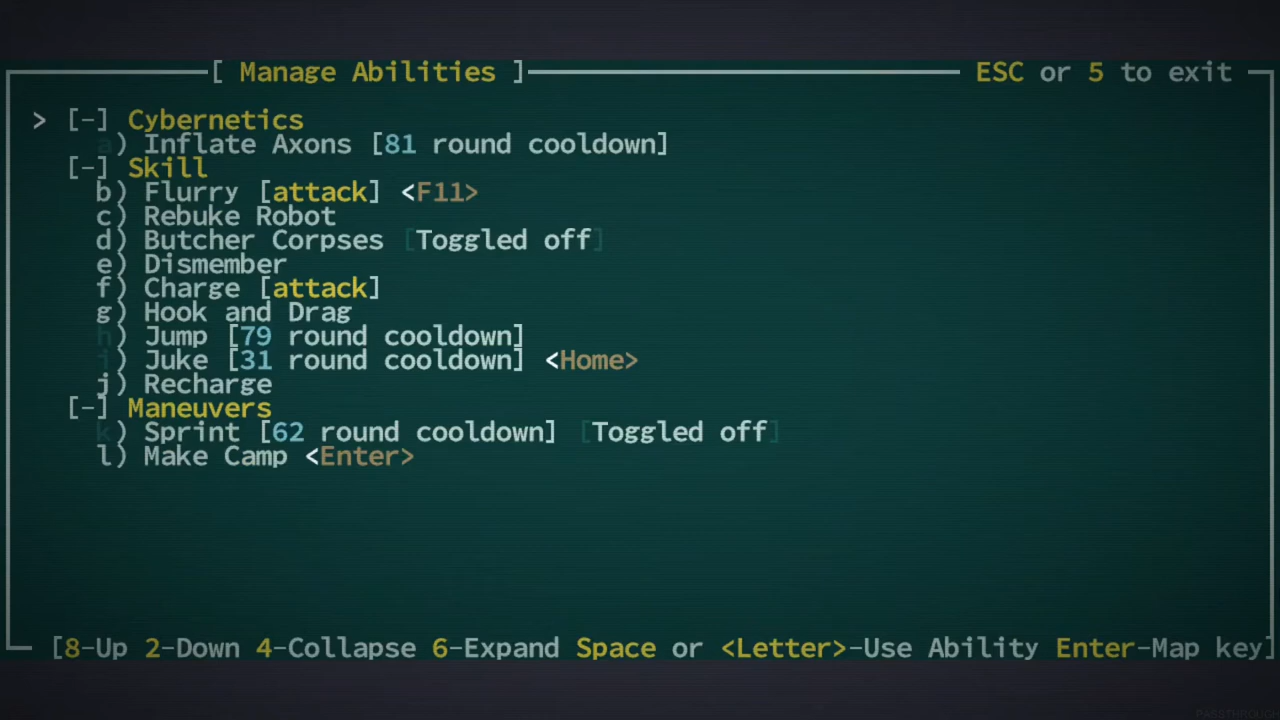 [ Manage Abilities ] ESC or 5 to exit
> [-] Cybernetics
a) Inflate Axons [81 round cooldown]
[-] Skill
b) Flurry [attack] <F11>
c) Rebuke Robot
d) Butcher Corpses [Toggled off]
e) Dismember
f) Charge [attack]
g) Hook and Drag
h) Jump [79 round cooldown]
i) Juke [31 round cooldown] <Home>
j) Recharge
[-] Maneuvers
k) Sprint [62 round cooldown] [Toggled off]
l) Make Camp <Enter>
[8-Up 2-Down 4-Collapse 6-Expand Space or <Letter>-Use Ability Enter-Map key]